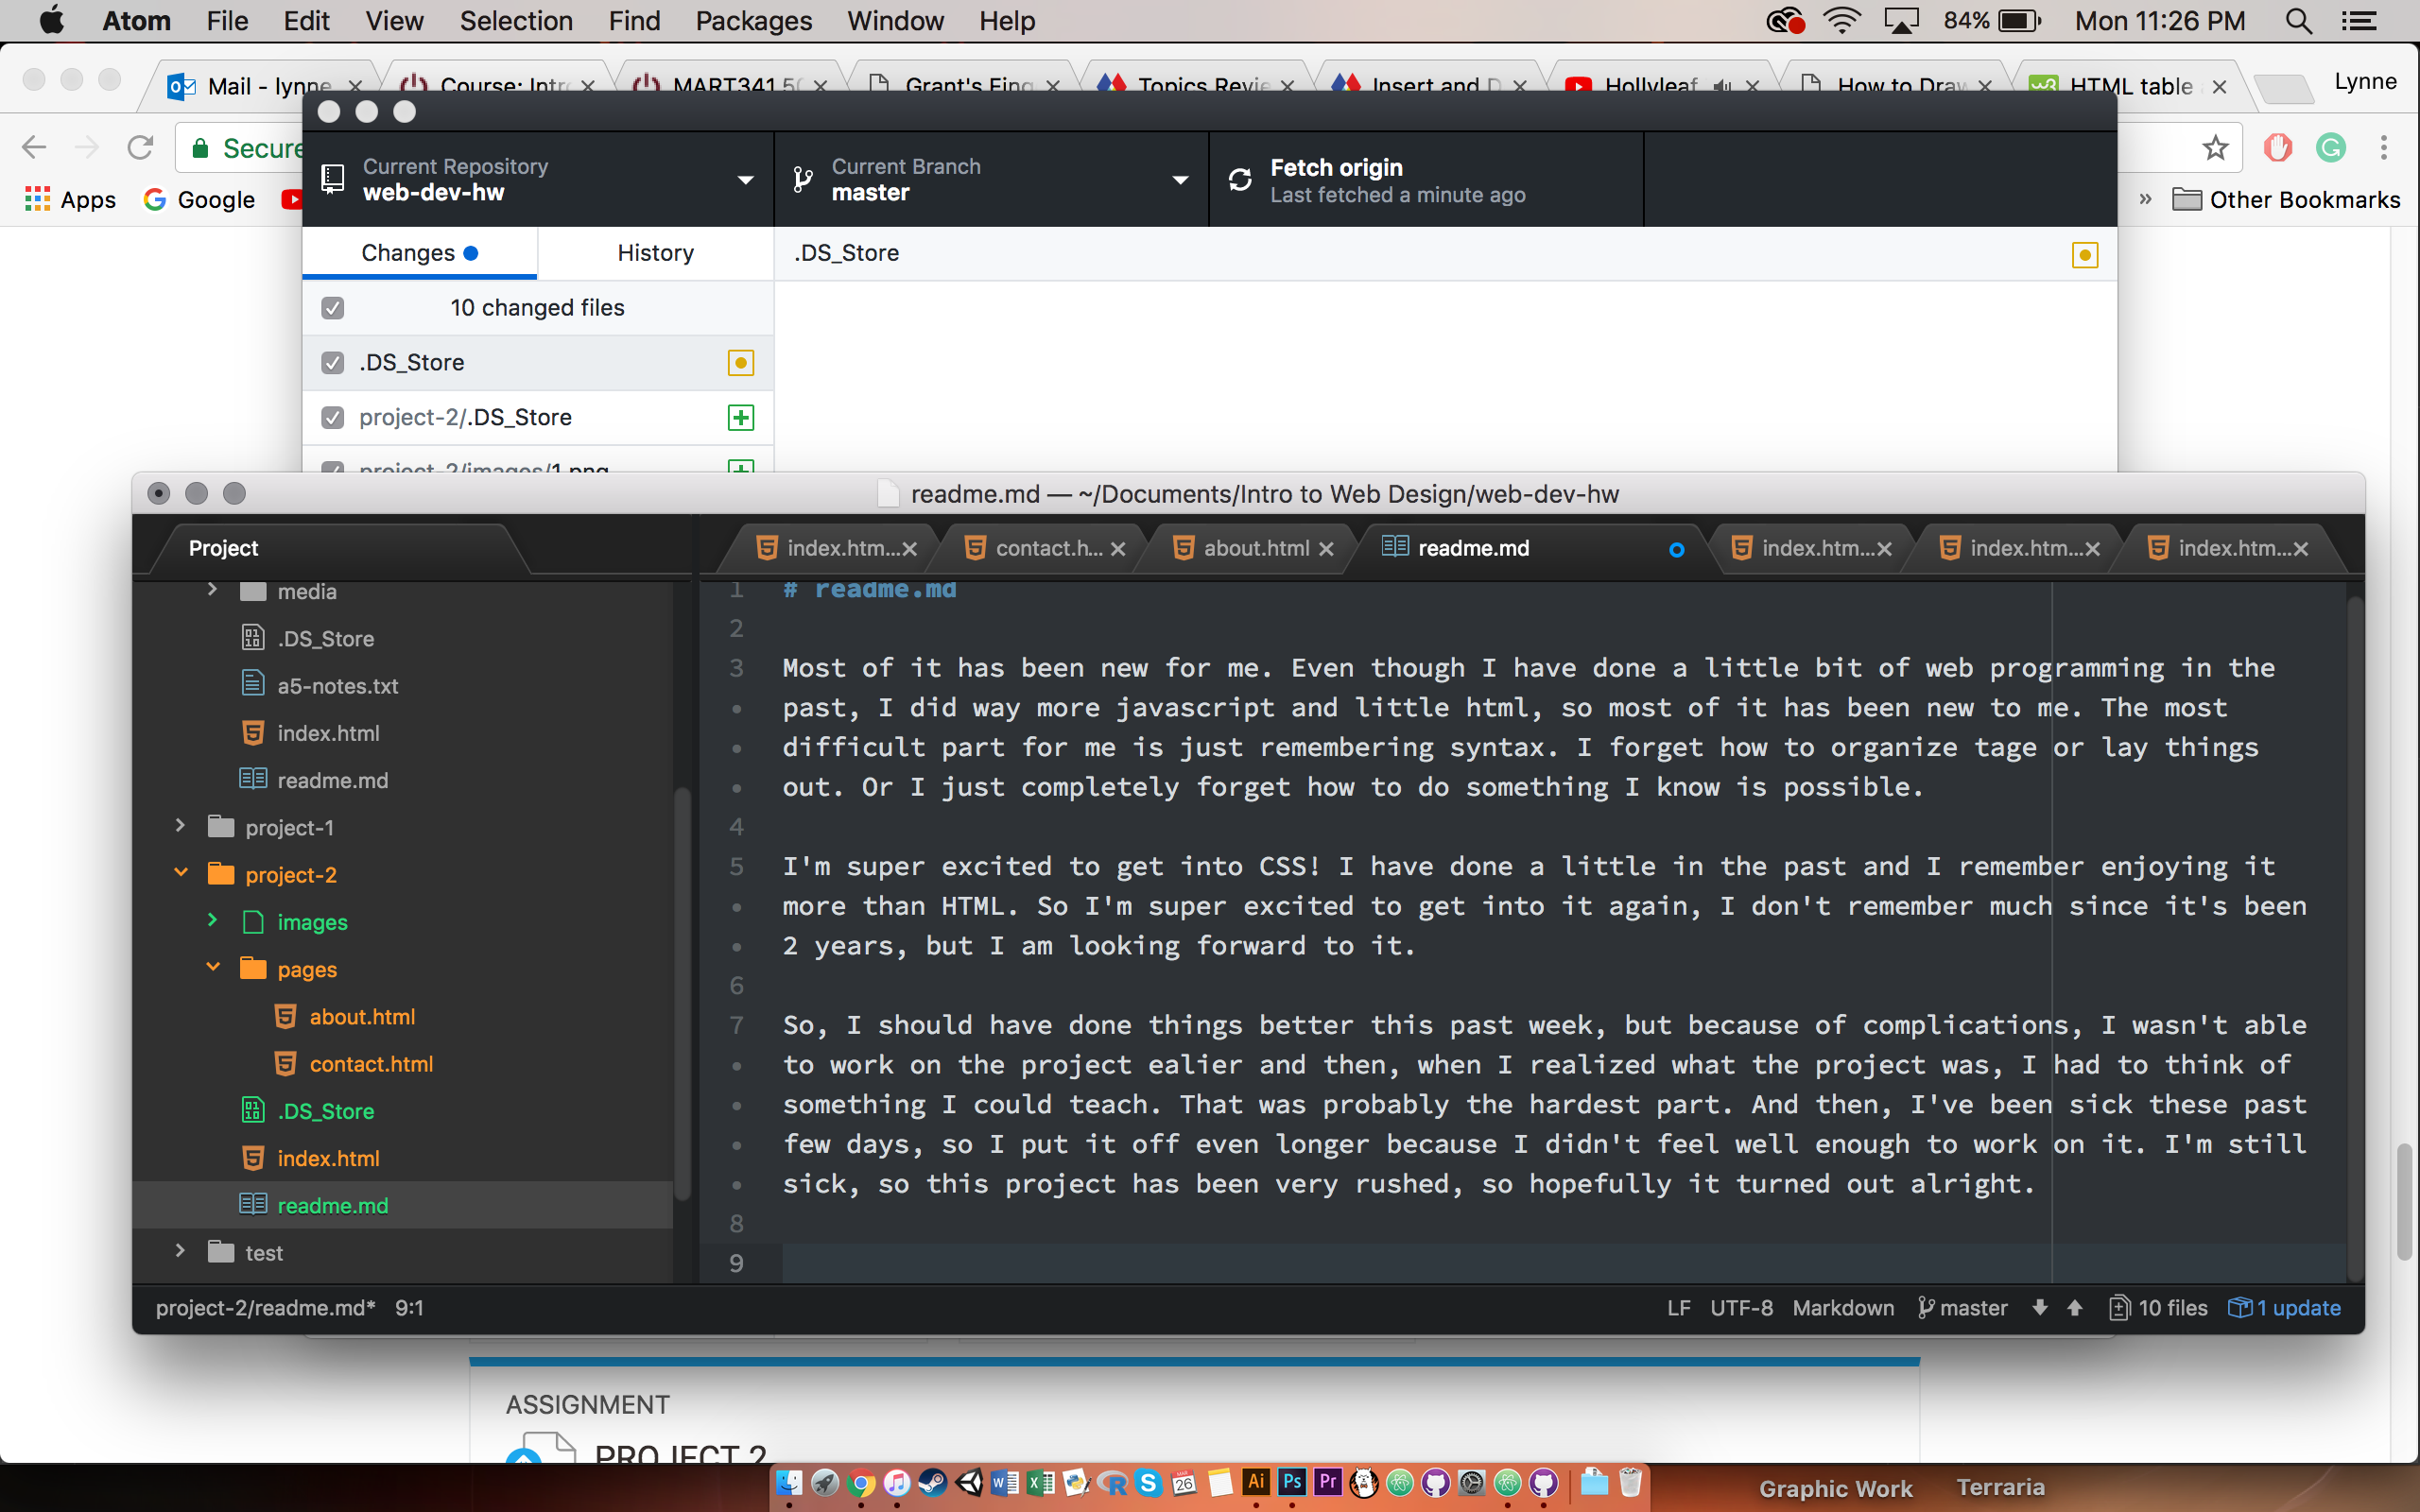 Atom File Edit View Selection Find Packages Window Help 84% Mon 11:26 PM
Mail - lynne Course: Intr MART341 50 Grant's Fing Topics Revie Insert and D Hollyleaf How to Draw HTML table Lynne
Secure
Apps Google Other Bookmarks
Current Repository
web-dev-hw
Current Branch
master
Fetch origin
Last fetched a minute ago
Changes History .DS_Store
10 changed files
.DS_Store
project-2/.DS_Store
project-2/images/1.png
readme.md — ~/Documents/Intro to Web Design/web-dev-hw
Project index.htm... contact.h... about.html readme.md index.htm... index.htm... index.htm...
media
.DS_Store
a5-notes.txt
index.html
readme.md
project-1
project-2
images
pages
about.html
contact.html
.DS_Store
index.html
readme.md
test
1 # readme.md
2
3 Most of it has been new for me. Even though I have done a little bit of web programming in the
past, I did way more javascript and little html, so most of it has been new to me. The most
difficult part for me is just remembering syntax. I forget how to organize tage or lay things
out. Or I just completely forget how to do something I know is possible.
4
5 I'm super excited to get into CSS! I have done a little in the past and I remember enjoying it
more than HTML. So I'm super excited to get into it again, I don't remember much since it's been
2 years, but I am looking forward to it.
6
7 So, I should have done things better this past week, but because of complications, I wasn't able
to work on the project ealier and then, when I realized what the project was, I had to think of
something I could teach. That was probably the hardest part. And then, I've been sick these past
few days, so I put it off even longer because I didn't feel well enough to work on it. I'm still
sick, so this project has been very rushed, so hopefully it turned out alright.
8
9
project-2/readme.md* 9:1 LF UTF-8 Markdown master 10 files 1 update
ASSIGNMENT
PROJECT 2
MAR 26 Ai Ps Pr
Graphic Work Terraria